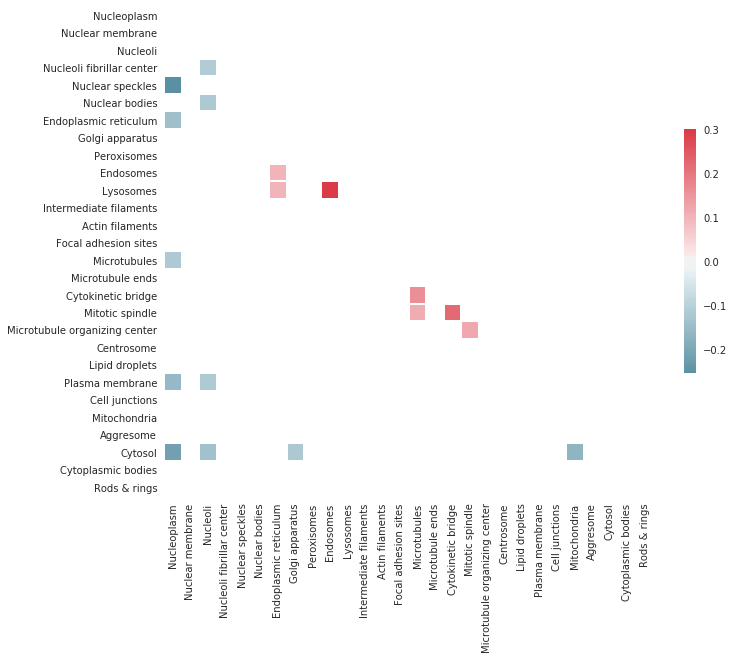 Nucleoplasm
Nuclear membrane
Nucleoli
Nucleoli fibrillar center
Nuclear speckles
Nuclear bodies
Endoplasmic reticulum
Golgi apparatus
Peroxisomes
Endosomes
Lysosomes
Intermediate filaments
Actin filaments
Focal adhesion sites
Microtubules
Microtubule ends
Cytokinetic bridge
Mitotic spindle
Microtubule organizing center
Centrosome
Lipid droplets
Plasma membrane
Cell junctions
Mitochondria
Aggresome
Cytosol
Cytoplasmic bodies
Rods & rings
Nucleoplasm
Nuclear membrane
Nucleoli
Nucleoli fibrillar center
Nuclear speckles
Nuclear bodies
Endoplasmic reticulum
Golgi apparatus
Peroxisomes
Endosomes
Lysosomes
Intermediate filaments
Actin filaments
Focal adhesion sites
Microtubules
Microtubule ends
Cytokinetic bridge
Mitotic spindle
Microtubule organizing center
Centrosome
Lipid droplets
Plasma membrane
Cell junctions
Mitochondria
Aggresome
Cytosol
Cytoplasmic bodies
Rods & rings
0.3
0.2
0.1
0.0
−0.1
−0.2